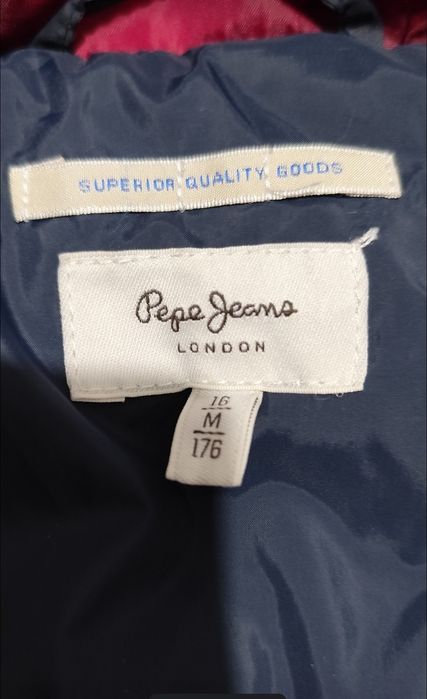 SUPERIOR QUALITY GOODS
Pepe Jeans
LONDON
16
M
176